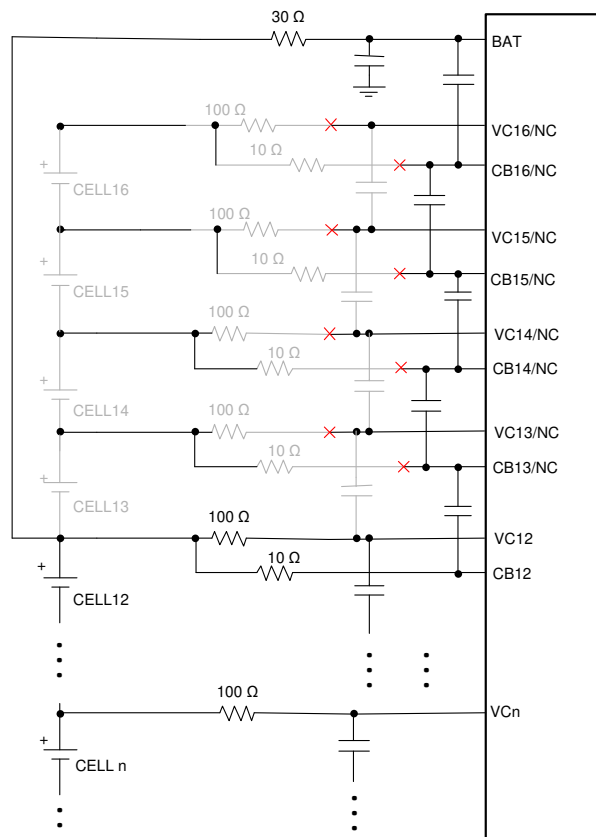 30 Ω
BAT
100 Ω
VC16/NC
10 Ω
CB16/NC
+
CELL16
100 Ω
VC15/NC
10 Ω
CB15/NC
+
CELL15
100 Ω
VC14/NC
10 Ω
CB14/NC
+
CELL14
100 Ω
VC13/NC
10 Ω
CB13/NC
+
CELL13
100 Ω
VC12
10 Ω
CB12
+
CELL12
100 Ω
VCn
+
CELL n